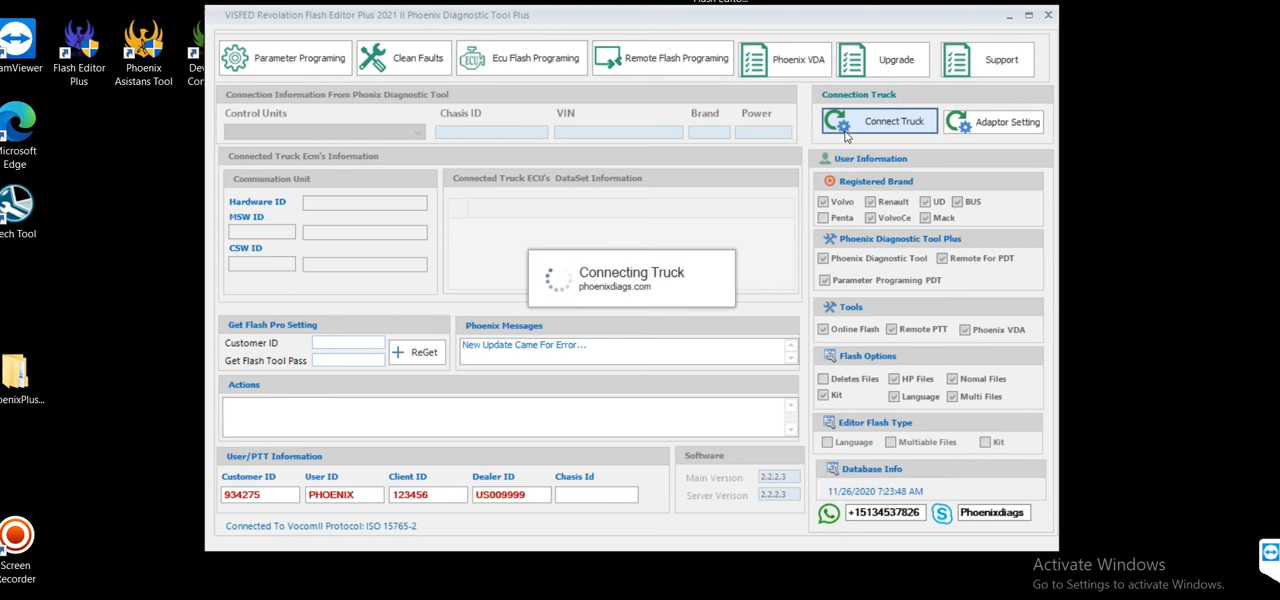 Flash Editor...
VISFED Revolation Flash Editor Plus 2021 II Phoenix Diagnostic Tool Plus
Parameter Programing
Clean Faults
Ecu Flash Programing
Remote Flash Programing
Phoenix VDA
Upgrade
Support
Connection Information From Phonix Diagnostic Tool
Control Units
Chasis ID
VIN
Brand
Power
Connection Truck
Connect Truck
Adaptor Setting
Connected Truck Ecm's Information
Communation Unit
Hardware ID
MSW ID
CSW ID
Connected Truck ECU's DataSet Information
Connecting Truck
phoenixdiags.com
User Information
Registered Brand
Volvo Renault UD BUS
Penta VolvoCe Mack
Phoenix Diagnostic Tool Plus
Phoenix Diagnostic Tool Remote For PDT
Parameter Programing PDT
Tools
Online Flash Remote PTT Phoenix VDA
Flash Options
Deletes Files HP Files Nomal Files
Kit Language Multi Files
Editor Flash Type
Language Multiable Files Kit
Database Info
11/26/2020 7:23:48 AM
+15134537826 Phoenixdiags
Get Flash Pro Setting
Customer ID
Get Flash Tool Pass
ReGet
Phoenix Messages
New Update Came For Error...
Actions
User/PTT Information
Customer ID User ID Client ID Dealer ID Chasis Id
934275 PHOENIX 123456 US009999
Software
Main Version 2.2.2.3
Server Verison 2.2.2.3
Connected To VocomII Protocol: ISO 15765-2
amViewer
Flash Editor
Plus
Phoenix
Asistans Tool
Dev
Con
Microsoft
Edge
ech Tool
oenixPlus...
Screen
Recorder
Activate Windows
Go to Settings to activate Windows.